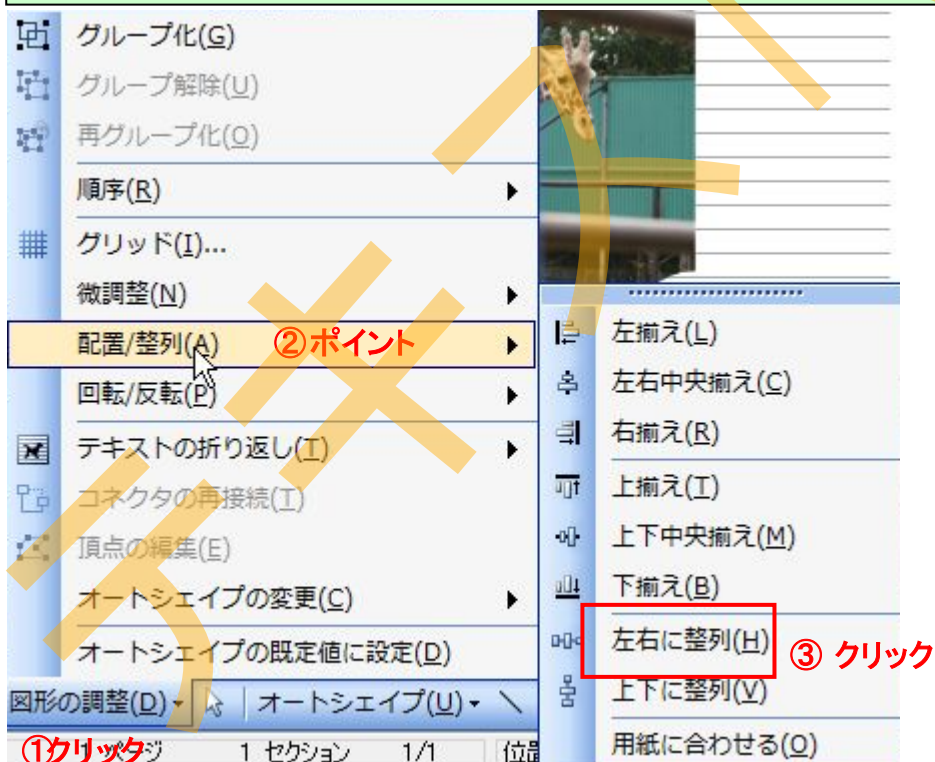 グループ化(G)
グループ解除(U)
再グループ化(O)
順序(R)
グリッド(I)...
微調整(N)
配置/整列(A) ②ポイント
回転/反転(P)
テキストの折り返し(T)
コネクタの再接続(T)
頂点の編集(E)
オートシェイプの変更(C)
オートシェイプの既定値に設定(D)
図形の調整(D) オートシェイプ(U)
①クリック
1 セクション 1/1
左揃え(L)
左右中央揃え(C)
右揃え(R)
上揃え(T)
上下中央揃え(M)
下揃え(B)
左右に整列(H) ③ クリック
上下に整列(V)
用紙に合わせる(O)